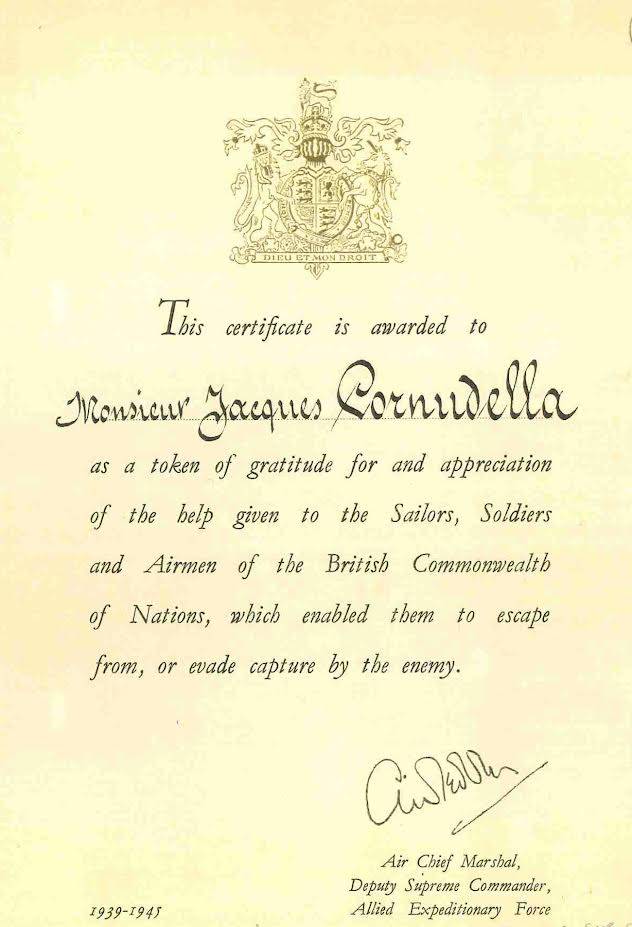 DIEU ET MON DROIT
This certificate is awarded to
Monsieur Jacques Cornudella
as a token of gratitude for and appreciation
of the help given to the Sailors, Soldiers
and Airmen of the British Commonwealth
of Nations, which enabled them to escape
from, or evade capture by the enemy.
Air Chief Marshal,
Deputy Supreme Commander,
1939-1945 Allied Expeditionary Force